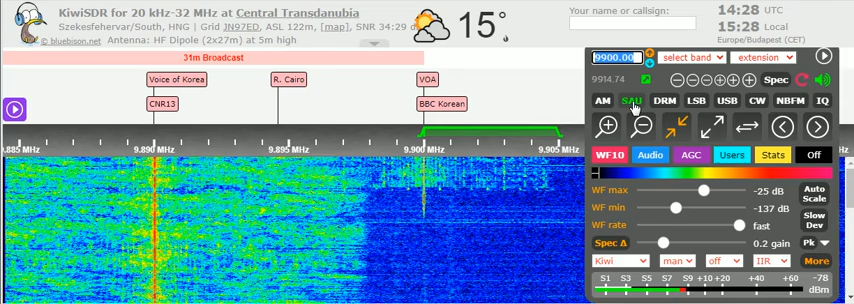 KiwiSDR for 20 kHz-32 MHz at Central Transdanubia
Szekesfehervar/South, HNG | Grid JN97ED, ASL 122m, [map], SNR 34:29 d
© bluebison.net Antenna: HF Dipole (2x27m) at 5m high
15°
Your name or callsign:
14:28 UTC
15:28 Local
Europe/Budapest (CET)
31m Broadcast
Voice of Korea
R. Cairo
VOA
CNR13
BBC Korean
9.885 MHz
9.890 MHz
9.895 MHz
9.900 MHz
9.905 MHz
Hz
9900.00
select band
extension
9914.74
Spec
AM
SAU
DRM
LSB
USB
CW
NBFM
IQ
WF10
Audio
AGC
Users
Stats
Off
WF max
-25 dB
Auto Scale
WF min
-137 dB
WF rate
fast
Slow Dev
Spec Δ
0.2 gain
Pk
Kiwi
man
off
IIR
More
S1 S3 S5 S7 S9 +10 +20 +40 +60 -78
dBm